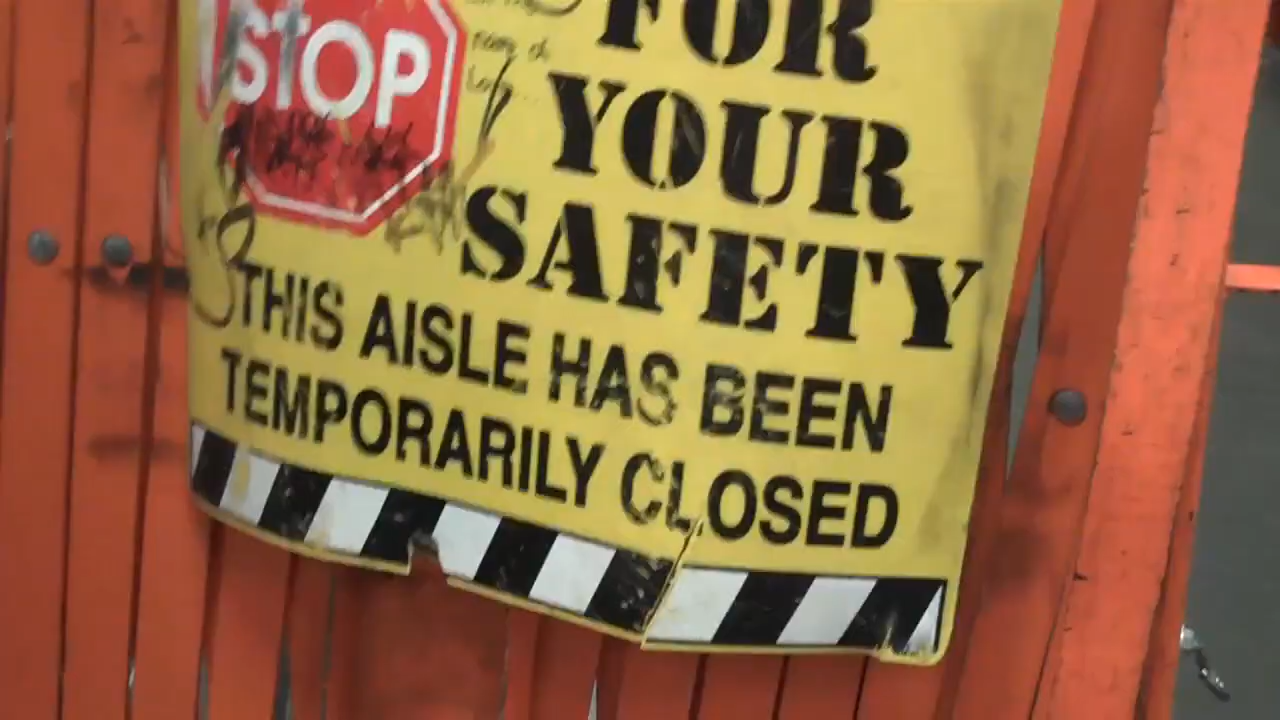 STOP
FOR
YOUR
SAFETY
THIS AISLE HAS BEEN
TEMPORARILY CLOSED